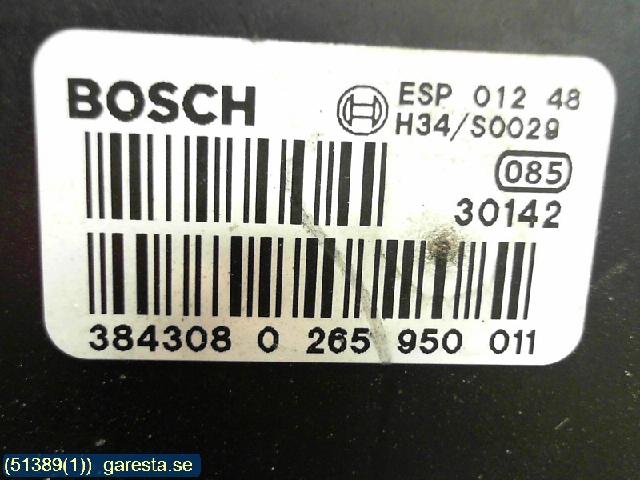 BOSCH
ESP 012 48
H34/S0029
085
30142
384308 0 265 950 011
(51389(1)) garesta.se